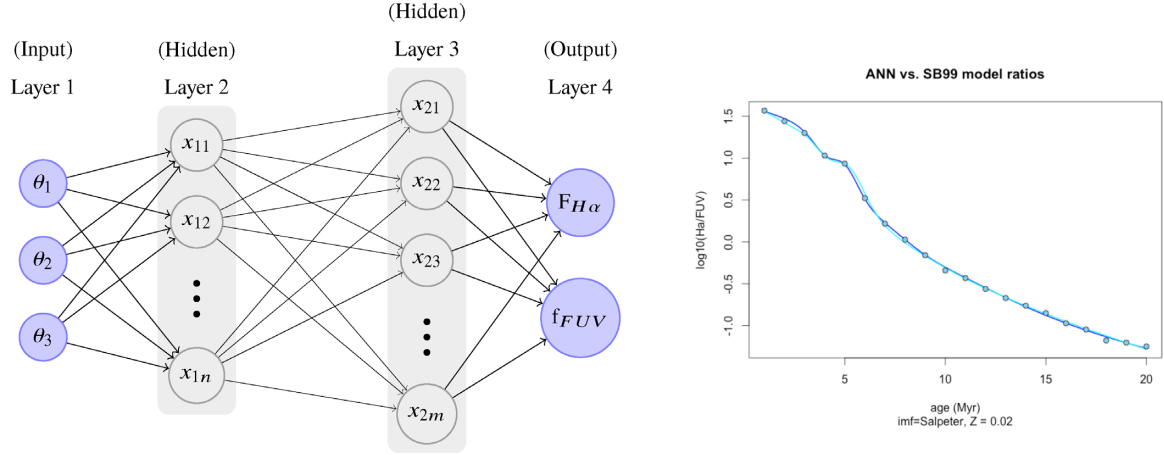 (Input)
Layer 1
(Hidden)
Layer 2
(Hidden)
Layer 3
(Output)
Layer 4
θ1
θ2
θ3
x11
x12
x1n
x21
x22
x23
x2m
FHα
fFUV
ANN vs. SB99 model ratios
log10(Ha/FUV)
1.5
1.0
0.5
0.0
-0.5
-1.0
5
10
15
20
age (Myr)
imf=Salpeter, Z = 0.02